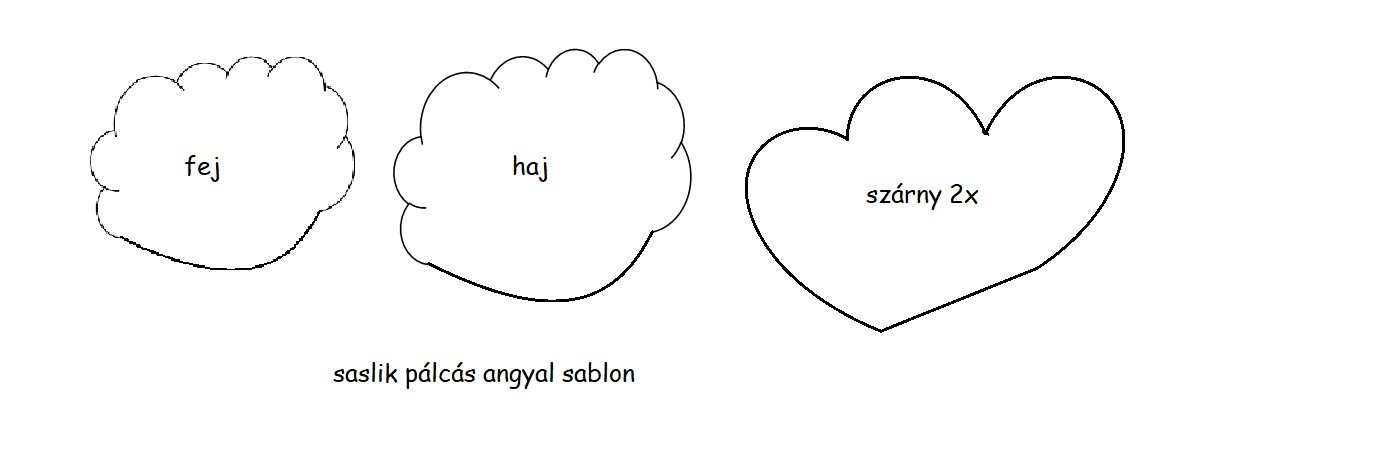 fej
haj
szárny 2x
saslik pálcás angyal sablon